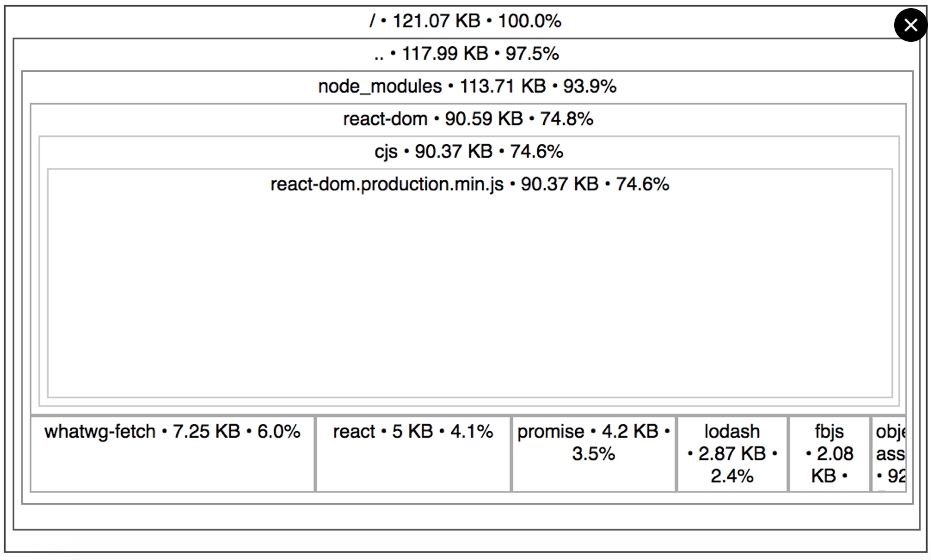 / • 121.07 KB • 100.0%
.. • 117.99 KB • 97.5%
node_modules • 113.71 KB • 93.9%
react-dom • 90.59 KB • 74.8%
cjs • 90.37 KB • 74.6%
react-dom.production.min.js • 90.37 KB • 74.6%
whatwg-fetch • 7.25 KB • 6.0%
react • 5 KB • 4.1%
promise • 4.2 KB •
3.5%
lodash
• 2.87 KB •
2.4%
fbjs
• 2.08
KB •
obje
ass
• 92